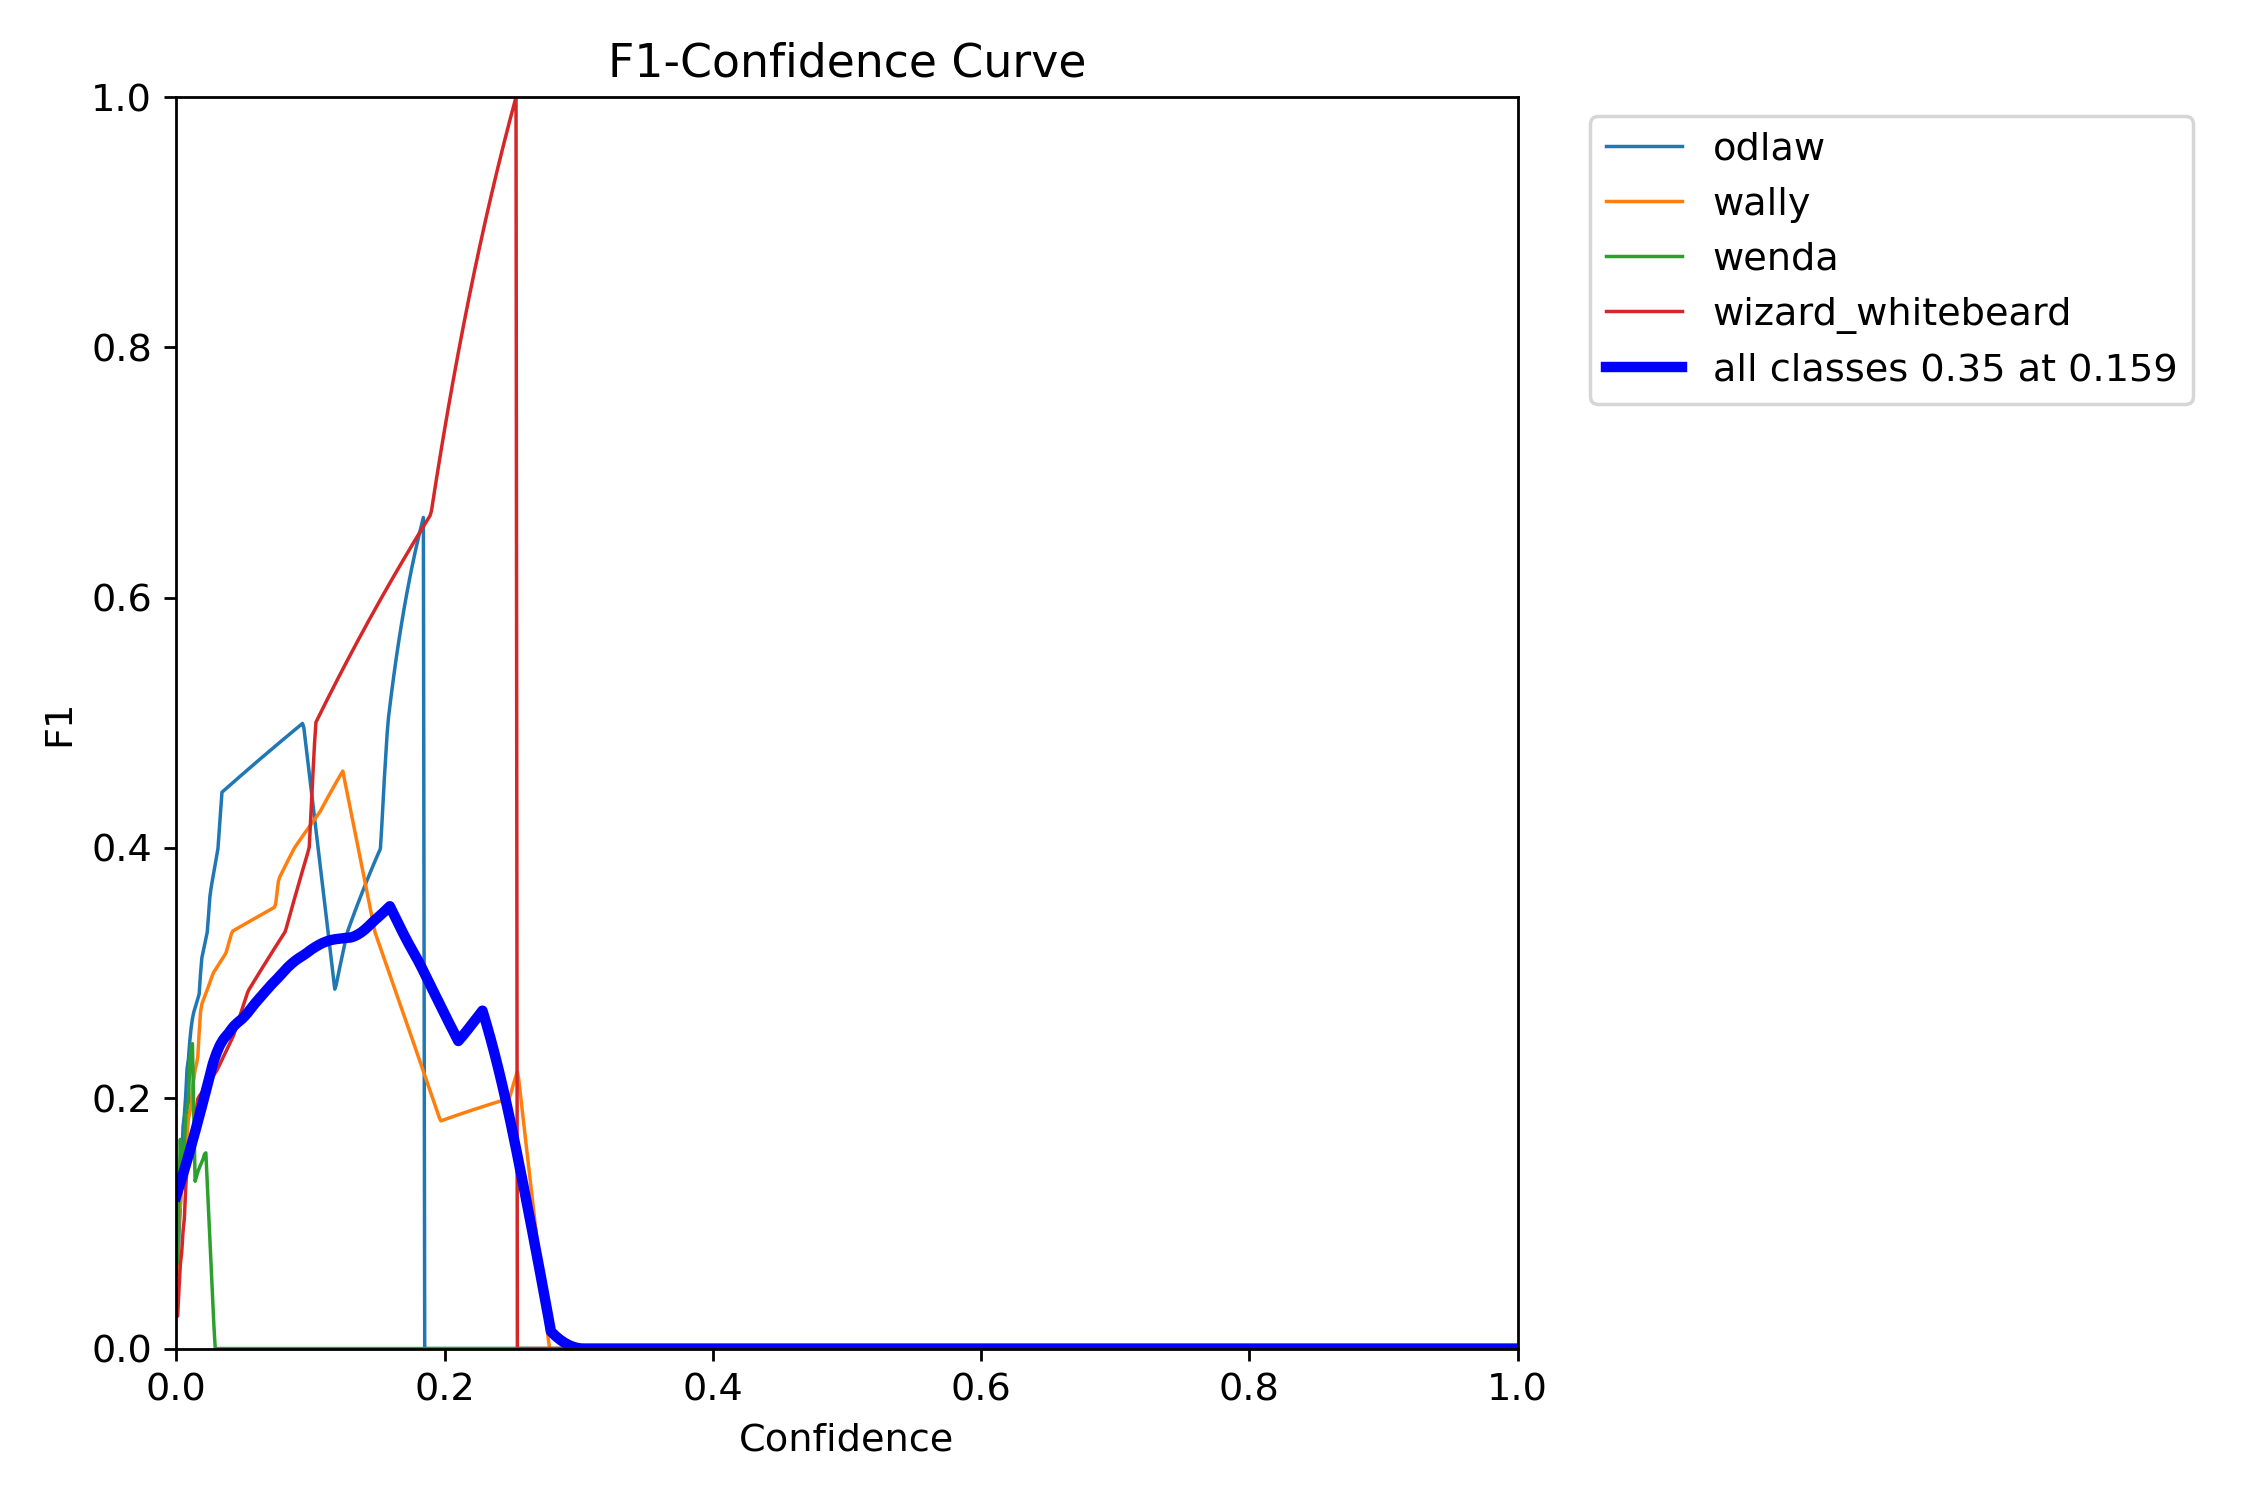 F1-Confidence Curve
1.0
0.8
0.6
0.4
0.2
0.0
F1
0.0 0.2 0.4 0.6 0.8 1.0
Confidence
odlaw
wally
wenda
wizard_whitebeard
all classes 0.35 at 0.159